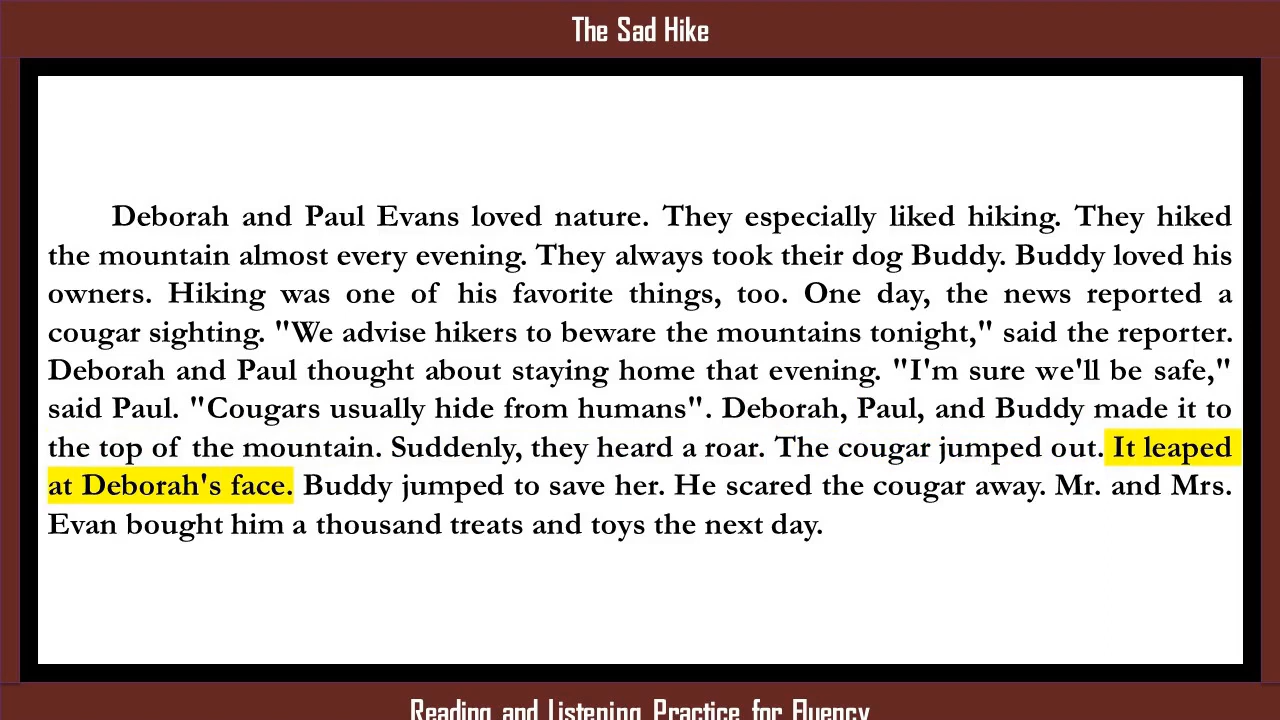 The Sad Hike
Deborah and Paul Evans loved nature. They especially liked hiking. They hiked
the mountain almost every evening. They always took their dog Buddy. Buddy loved his
owners. Hiking was one of his favorite things, too. One day, the news reported a
cougar sighting. "We advise hikers to beware the mountains tonight," said the reporter.
Deborah and Paul thought about staying home that evening. "I'm sure we'll be safe,"
said Paul. "Cougars usually hide from humans". Deborah, Paul, and Buddy made it to
the top of the mountain. Suddenly, they heard a roar. The cougar jumped out. It leaped
at Deborah's face. Buddy jumped to save her. He scared the cougar away. Mr. and Mrs.
Evan bought him a thousand treats and toys the next day.
Reading and Listening Practice for Fluency